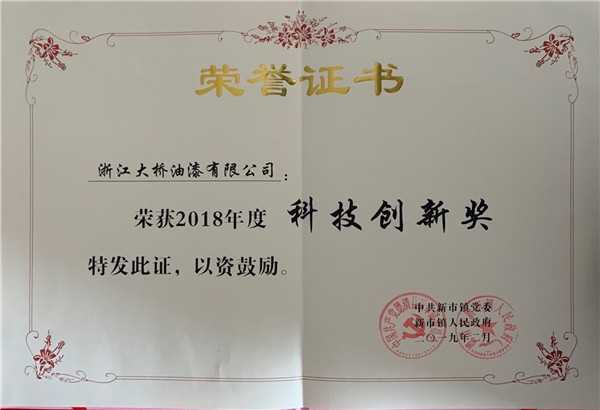 荣誉证书
浙江大桥油漆有限公司：
荣获2018年度 科技创新奖
特发此证，以资鼓励。
中共新市镇党委
新市镇人民政府
二〇一九年二月